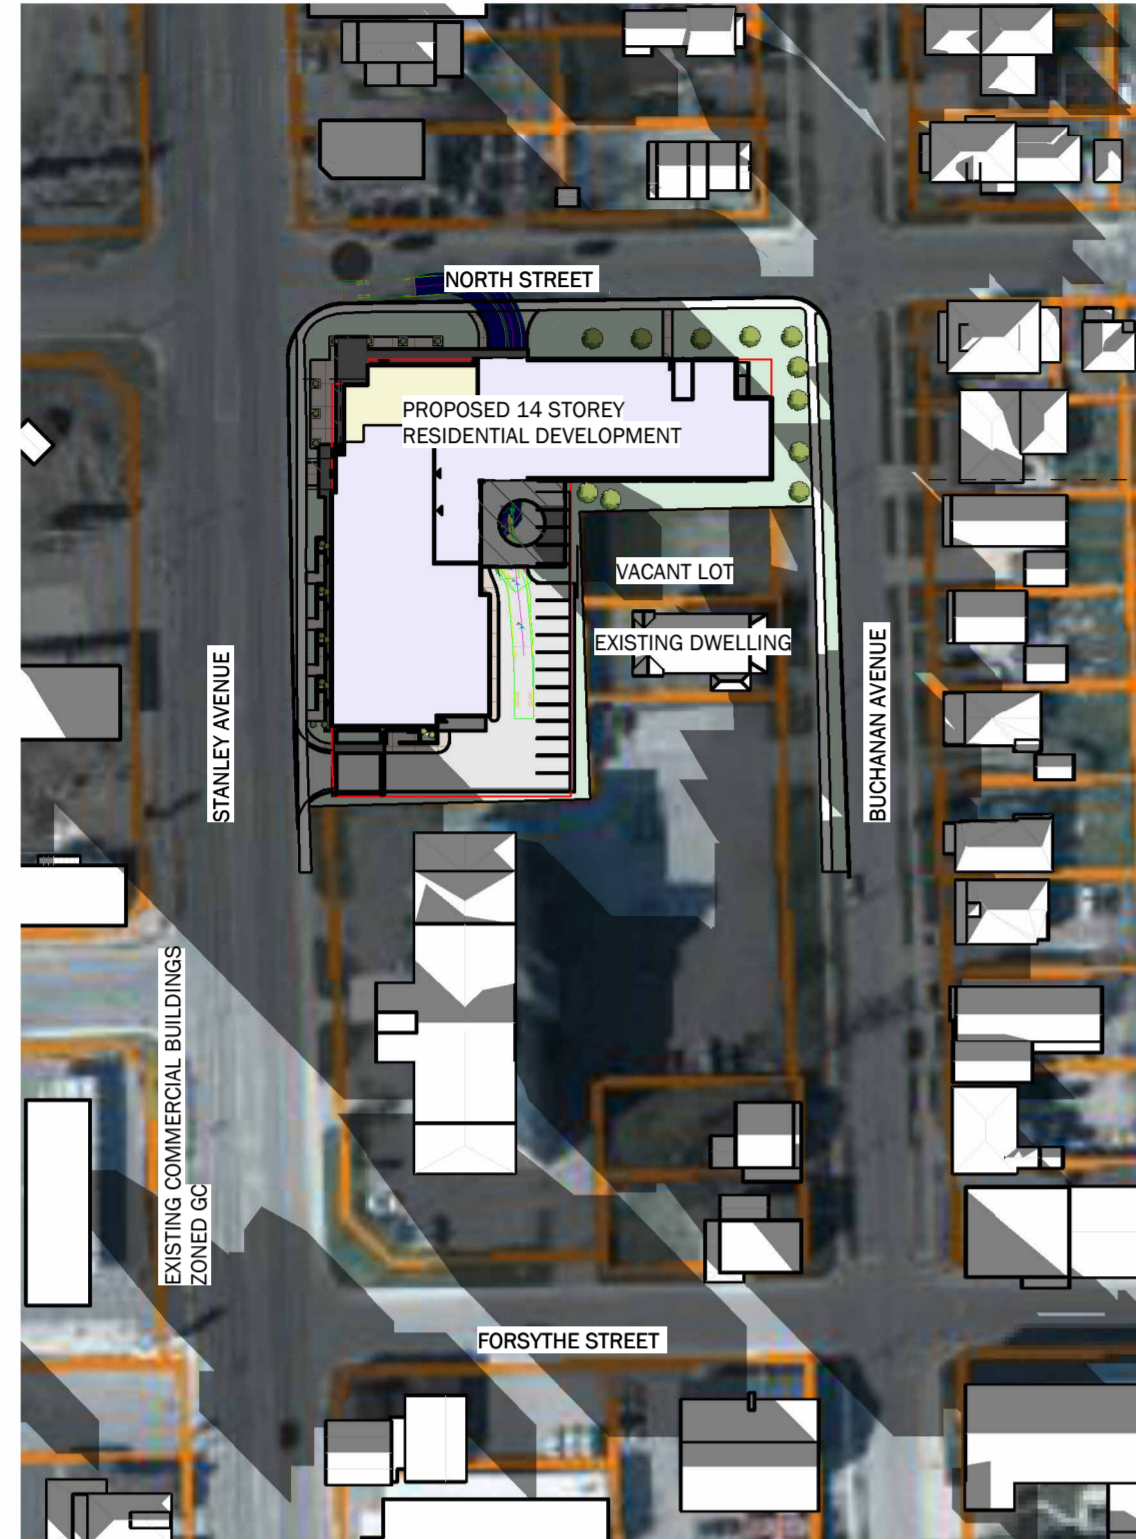 NORTH STREET
PROPOSED 14 STOREY
RESIDENTIAL DEVELOPMENT
VACANT LOT
EXISTING DWELLING
STANLEY AVENUE
BUCHANAN AVENUE
EXISTING COMMERCIAL BUILDINGS
ZONED GC
FORSYTHE STREET